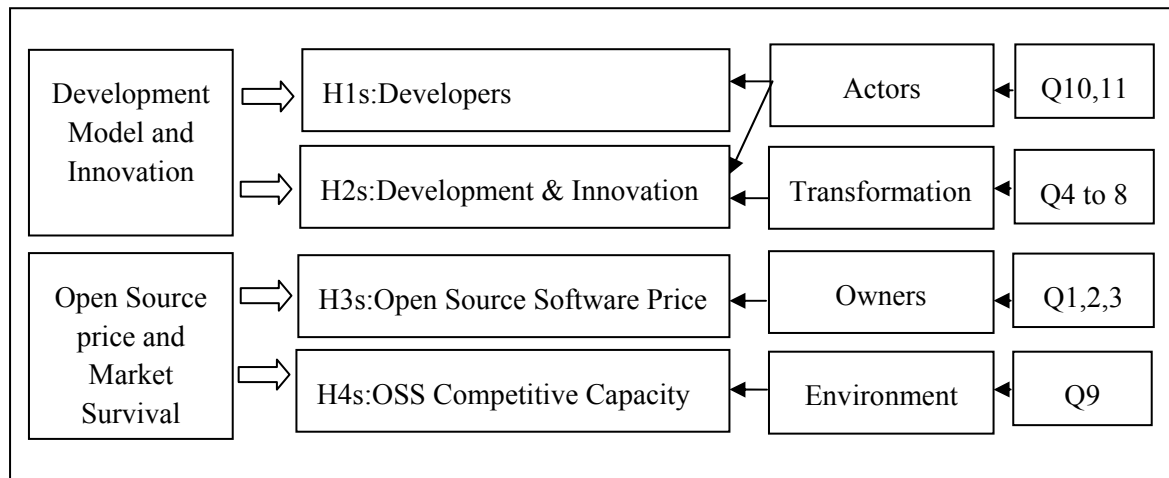 Development
Model and
Innovation
H1s:Developers
Actors
Q10,11
H2s:Development & Innovation
Transformation
Q4 to 8
Open Source
price and
Market
Survival
H3s:Open Source Software Price
Owners
Q1,2,3
H4s:OSS Competitive Capacity
Environment
Q9